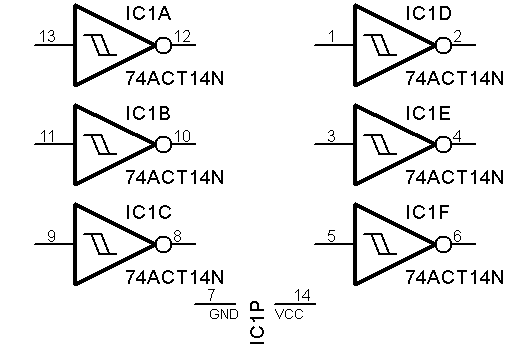 IC1A
13 12
74ACT14N
IC1D
1 2
74ACT14N
IC1B
11 10
74ACT14N
IC1E
3 4
74ACT14N
IC1C
9 8
74ACT14N
IC1F
5 6
74ACT14N
7 14
GND VCC
IC1P